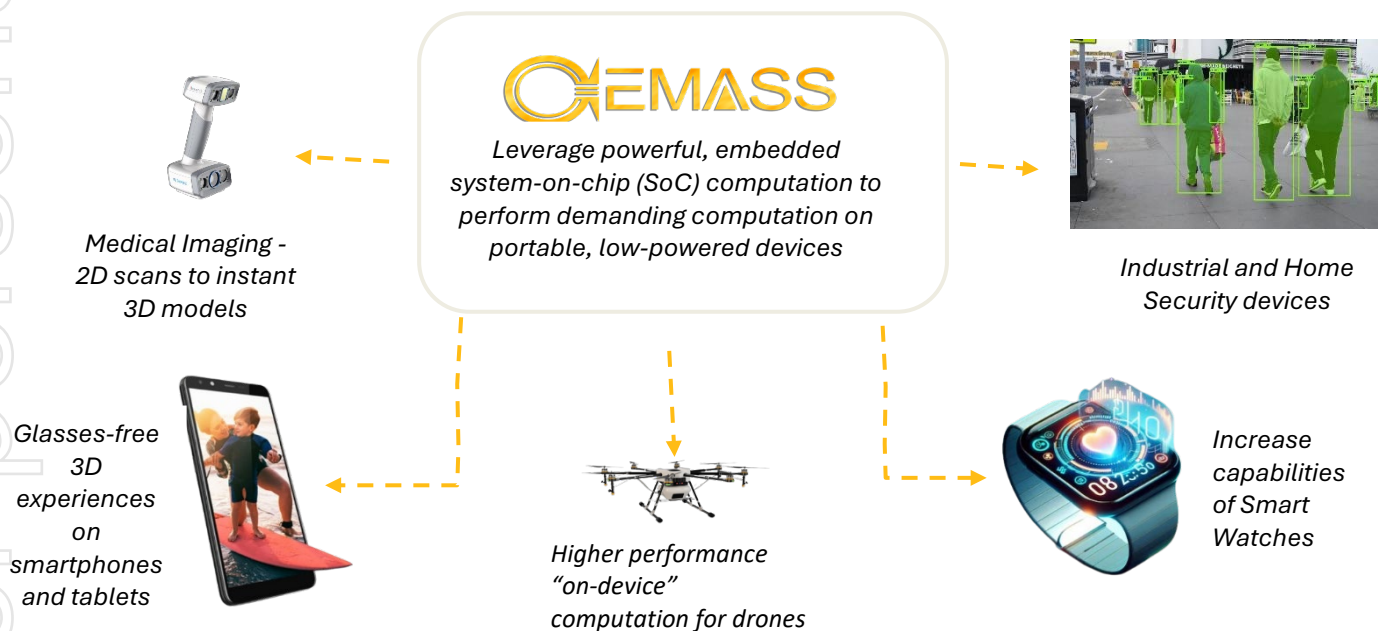 EMASS
Leverage powerful, embedded
system-on-chip (SoC) computation to
perform demanding computation on
portable, low-powered devices
Medical Imaging -
2D scans to instant
3D models
Industrial and Home
Security devices
Glasses-free
3D
experiences
on
smartphones
and tablets
Higher performance
“on-device”
computation for drones
Increase
capabilities
of Smart
Watches